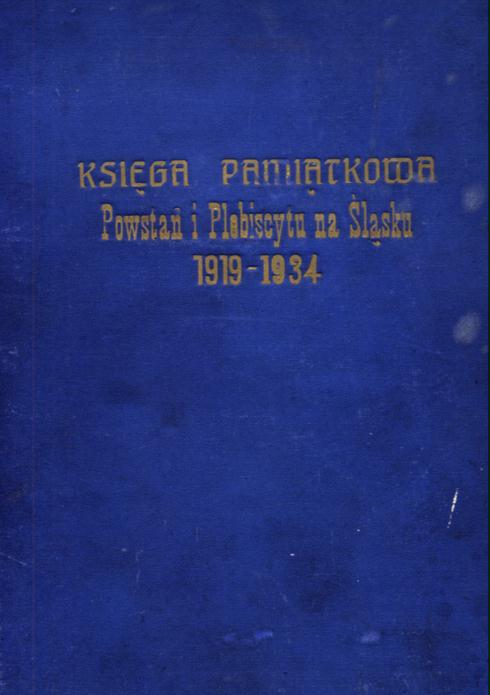 KSIĘGA PAMIĄTKOWA
Powstań i Plebiscytu na Śląsku
1919-1934